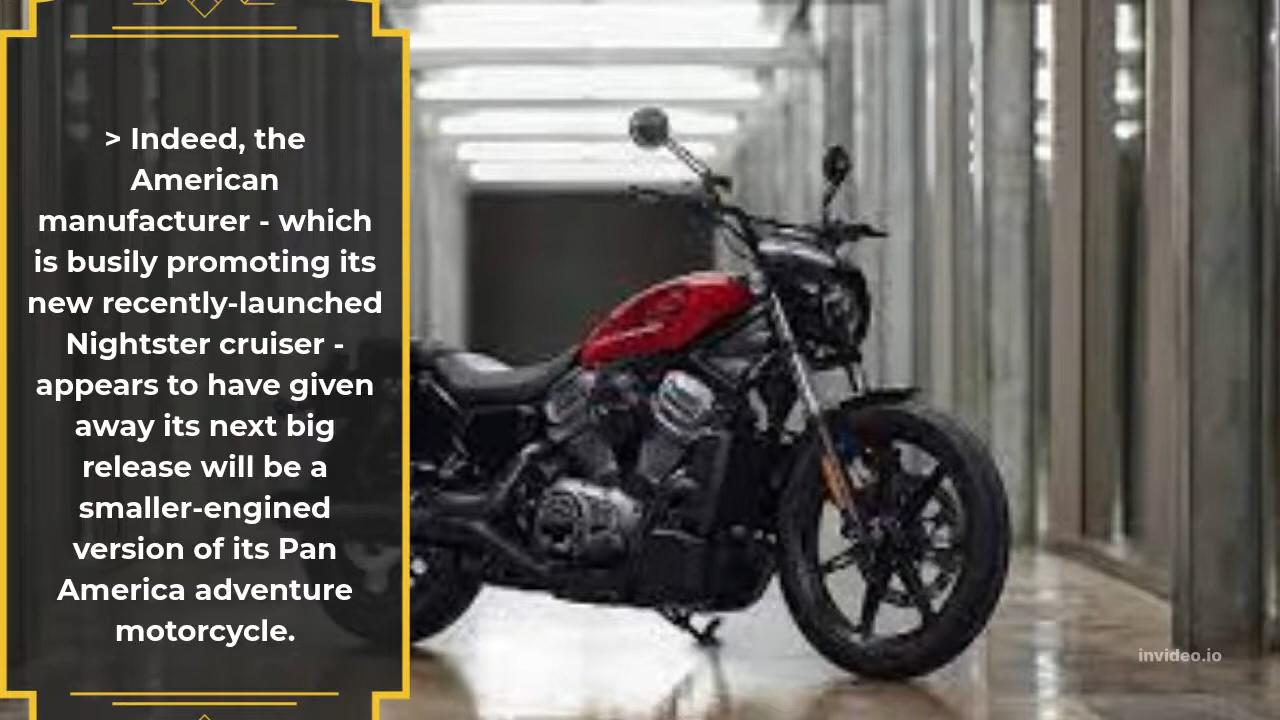 > Indeed, the
American
manufacturer - which
is busily promoting its
new recently-launched
Nightster cruiser -
appears to have given
away its next big
release will be a
smaller-engined
version of its Pan
America adventure
motorcycle.
invideo.io